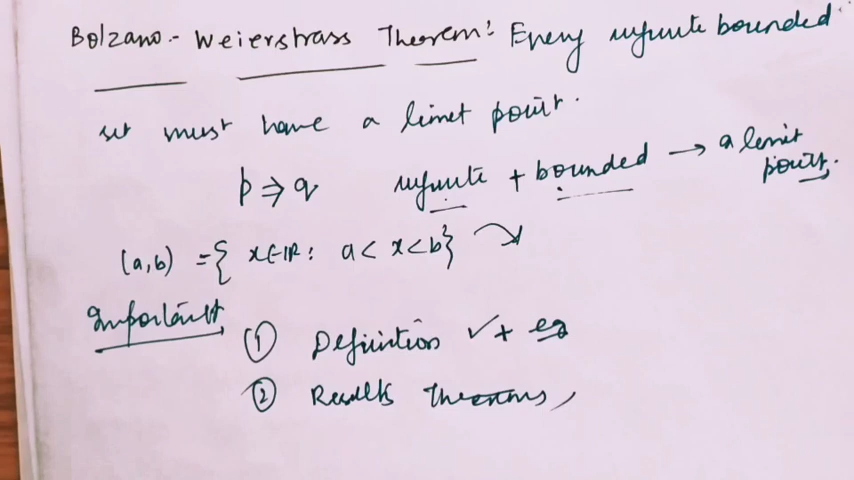 Bolzano - Weierstrass Theorem: Every infinite bounded
set must have a limit point.
p ⇒ q infinite + bounded → a limit point.
(a,b) = { x∈IR : a < x < b }
Important
① Definition ✓ + eg
② Results Theorems,